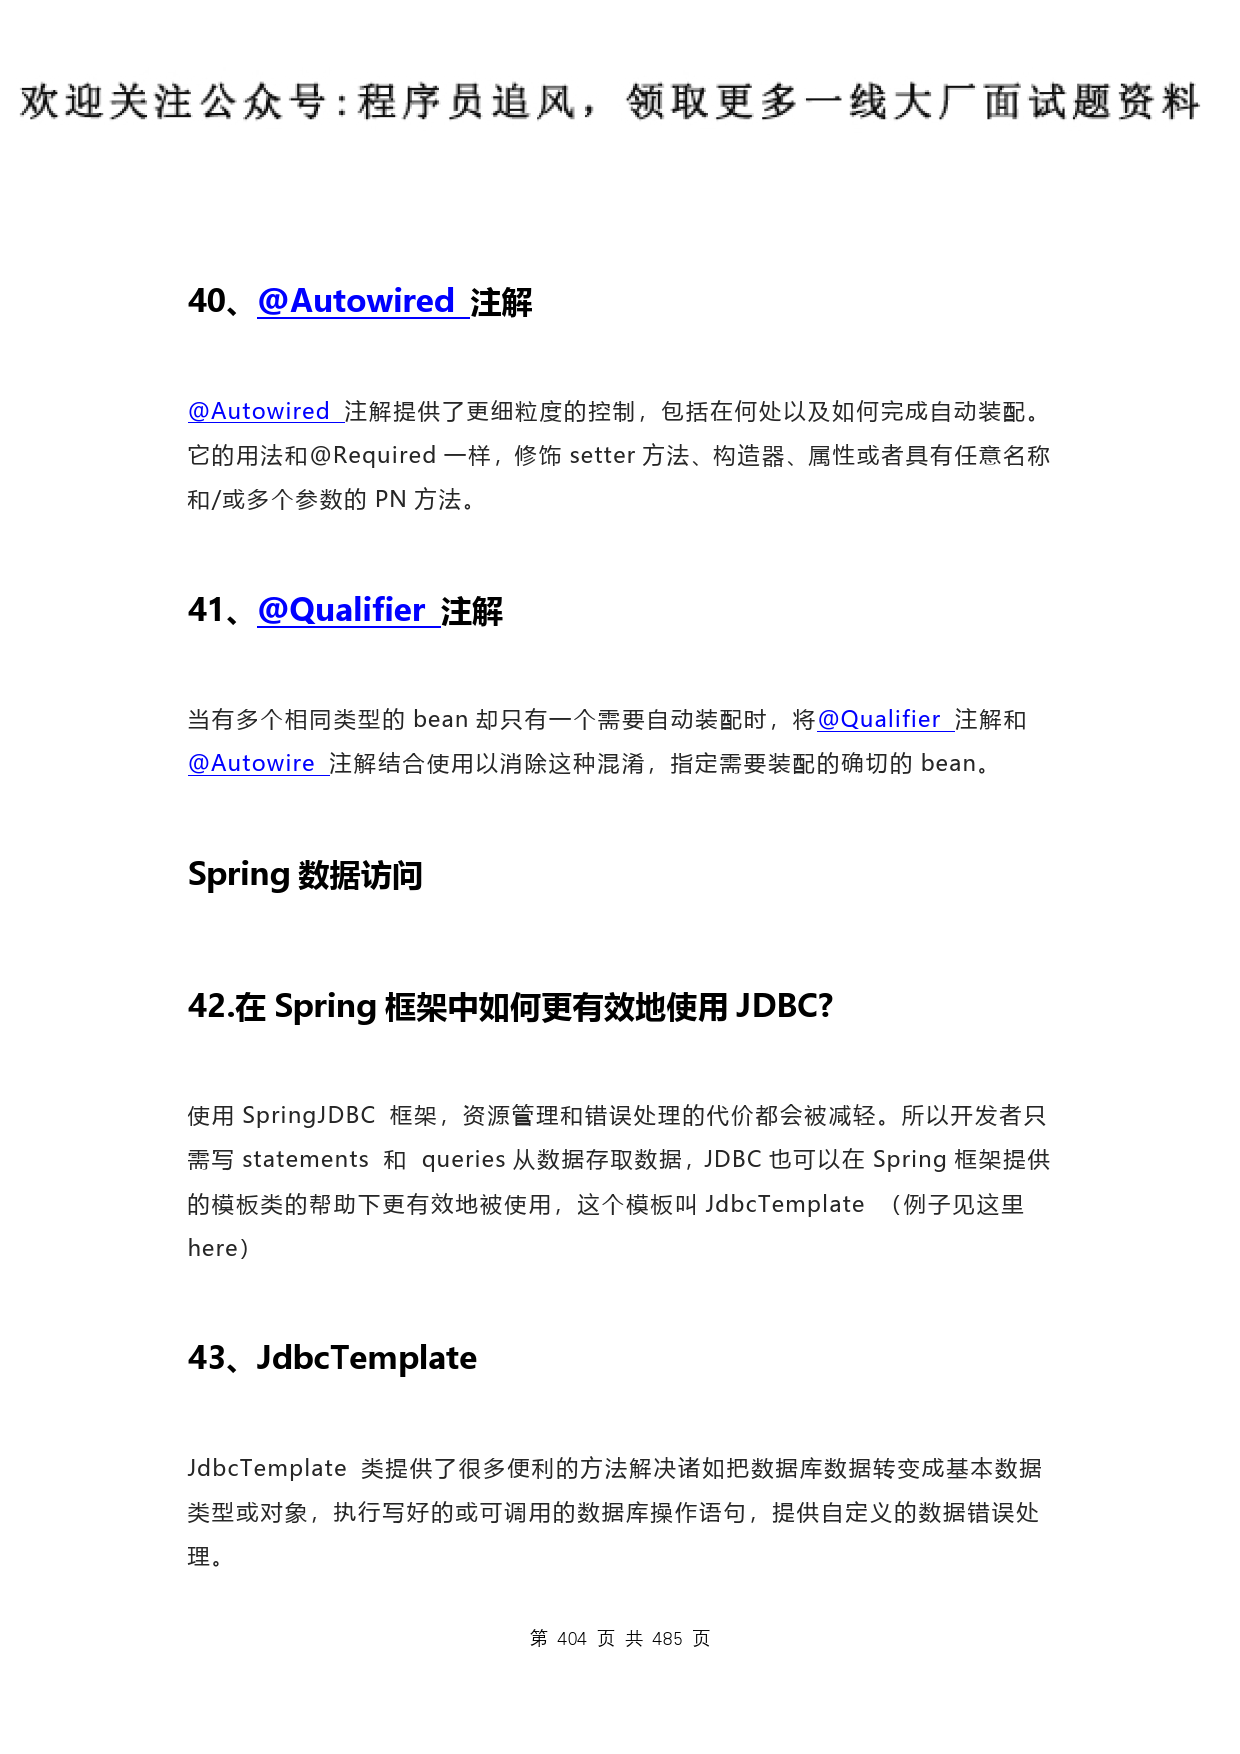 欢迎关注公众号:程序员追风，领取更多一线大厂面试题资料
40、@Autowired 注解
@Autowired 注解提供了更细粒度的控制，包括在何处以及如何完成自动装配。
它的用法和@Required 一样，修饰 setter 方法、构造器、属性或者具有任意名称
和/或多个参数的 PN 方法。
41、@Qualifier 注解
当有多个相同类型的 bean 却只有一个需要自动装配时，将@Qualifier 注解和
@Autowire 注解结合使用以消除这种混淆，指定需要装配的确切的 bean。
Spring 数据访问
42.在 Spring 框架中如何更有效地使用 JDBC?
使用 SpringJDBC 框架，资源管理和错误处理的代价都会被减轻。所以开发者只
需写 statements 和 queries 从数据存取数据，JDBC 也可以在 Spring 框架提供
的模板类的帮助下更有效地被使用，这个模板叫 JdbcTemplate （例子见这里
here）
43、JdbcTemplate
JdbcTemplate 类提供了很多便利的方法解决诸如把数据库数据转变成基本数据
类型或对象，执行写好的或可调用的数据库操作语句，提供自定义的数据错误处
理。
第 404 页 共 485 页